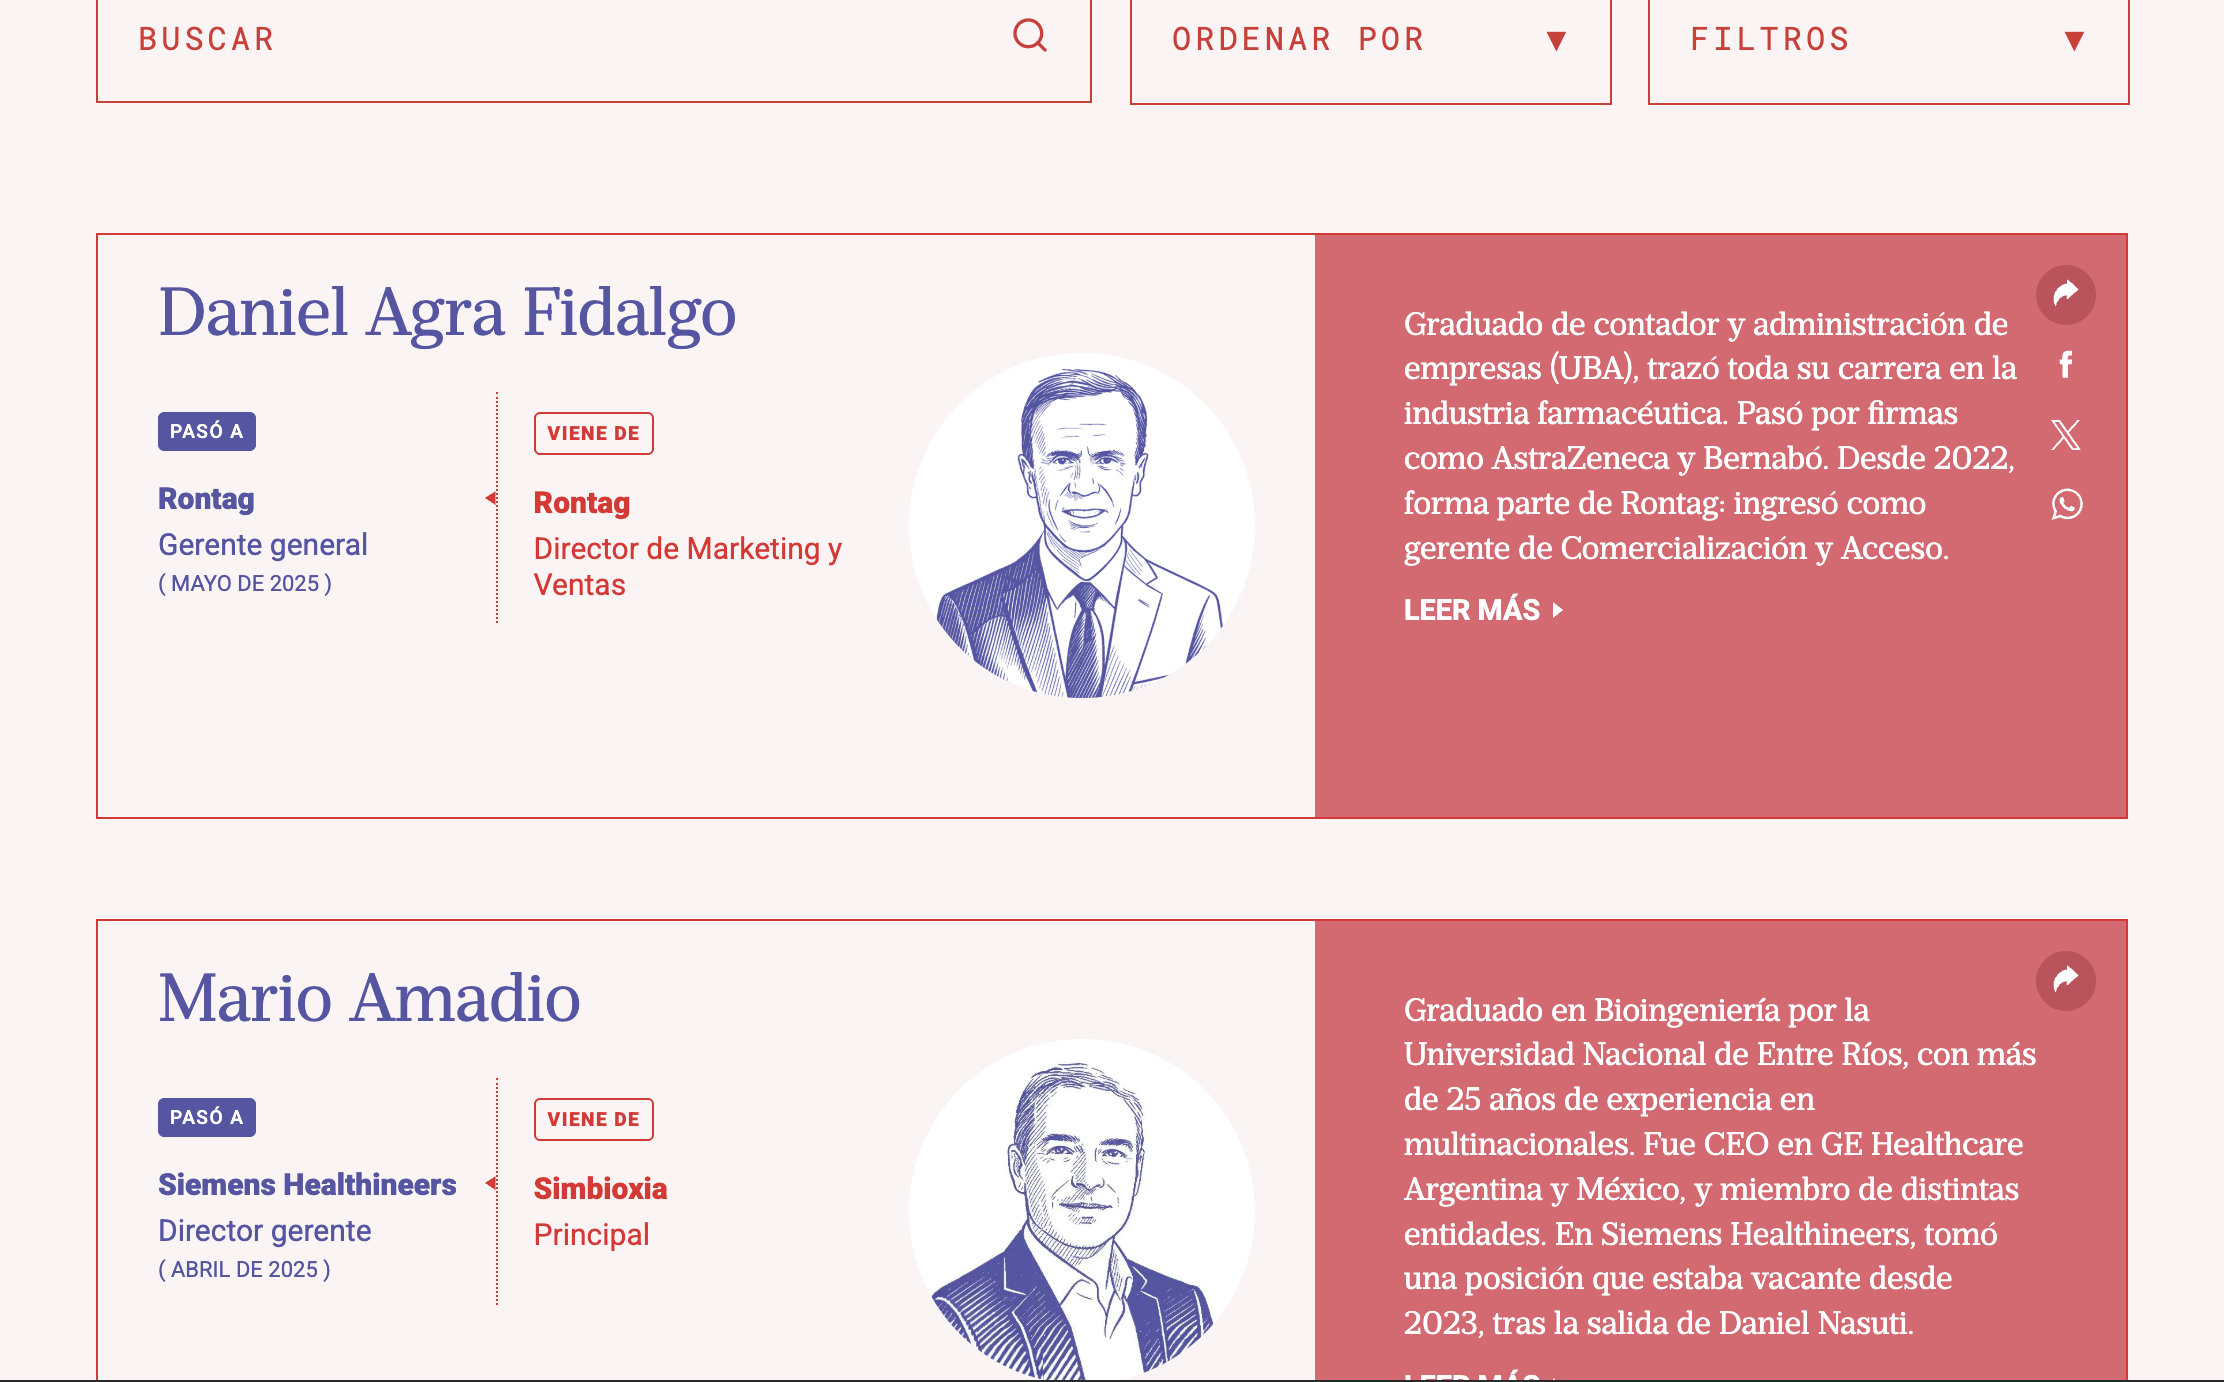 BUSCAR
ORDENAR POR
FILTROS
Daniel Agra Fidalgo
PASÓ A
Rontag
Gerente general
( MAYO DE 2025 )
VIENE DE
Rontag
Director de Marketing y
Ventas
Graduado de contador y administración de
empresas (UBA), trazó toda su carrera en la
industria farmacéutica. Pasó por firmas
como AstraZeneca y Bernabó. Desde 2022,
forma parte de Rontag: ingresó como
gerente de Comercialización y Acceso.
LEER MÁS
Mario Amadio
PASÓ A
Siemens Healthineers
Director gerente
( ABRIL DE 2025 )
VIENE DE
Simbioxia
Principal
Graduado en Bioingeniería por la
Universidad Nacional de Entre Ríos, con más
de 25 años de experiencia en
multinacionales. Fue CEO en GE Healthcare
Argentina y México, y miembro de distintas
entidades. En Siemens Healthineers, tomó
una posición que estaba vacante desde
2023, tras la salida de Daniel Nasuti.
LEER MÁS